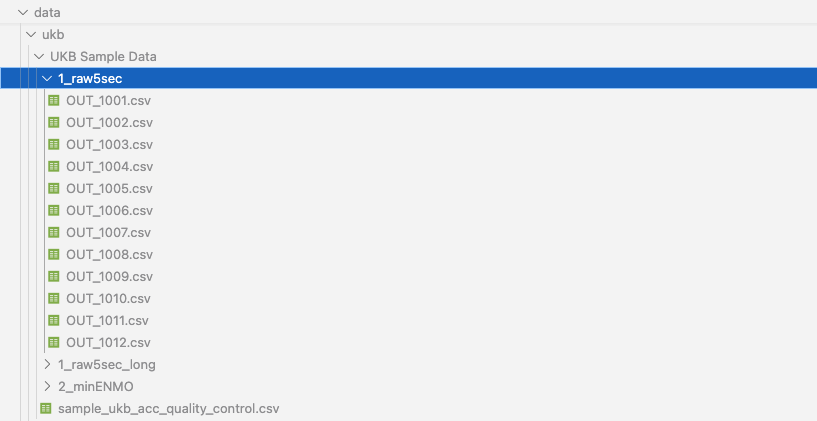 data
ukb
UKB Sample Data
1_raw5sec
OUT_1001.csv
OUT_1002.csv
OUT_1003.csv
OUT_1004.csv
OUT_1005.csv
OUT_1006.csv
OUT_1007.csv
OUT_1008.csv
OUT_1009.csv
OUT_1010.csv
OUT_1011.csv
OUT_1012.csv
1_raw5sec_long
2_minENMO
sample_ukb_acc_quality_control.csv